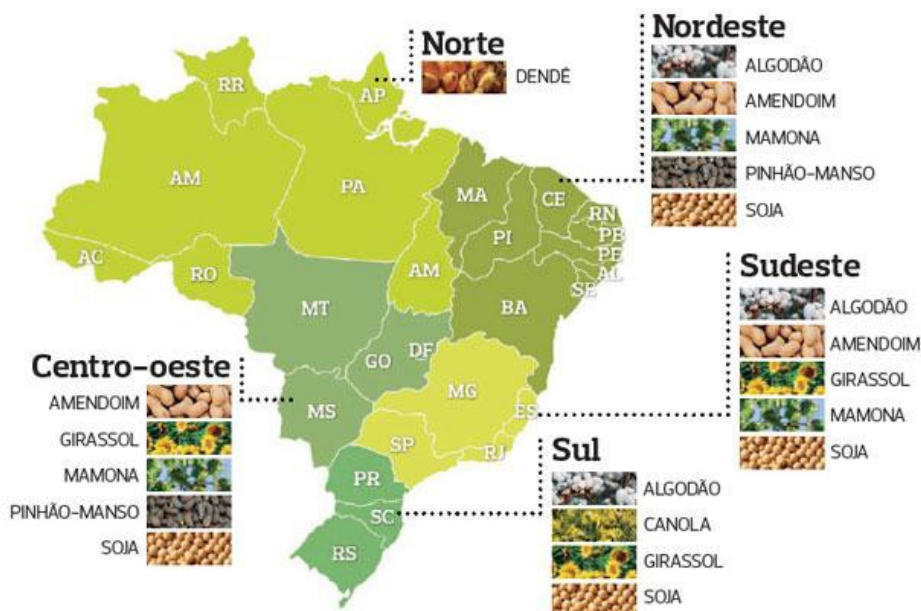 Norte
DENDÊ
Nordeste
ALGODÃO
AMENDOIM
MAMONA
PINHÃO-MANSO
SOJA
Sudeste
ALGODÃO
AMENDOIM
GIRASSOL
MAMONA
SOJA
Centro-oeste
AMENDOIM
GIRASSOL
MAMONA
PINHÃO-MANSO
SOJA
Sul
ALGODÃO
CANOLA
GIRASSOL
SOJA
RR
AP
AM
PA
MA
CE
RN
PB
PE
AL
SE
PI
AC
RO
AM
BA
MT
GO
DF
MG
ES
MS
SP
RJ
PR
SC
RS